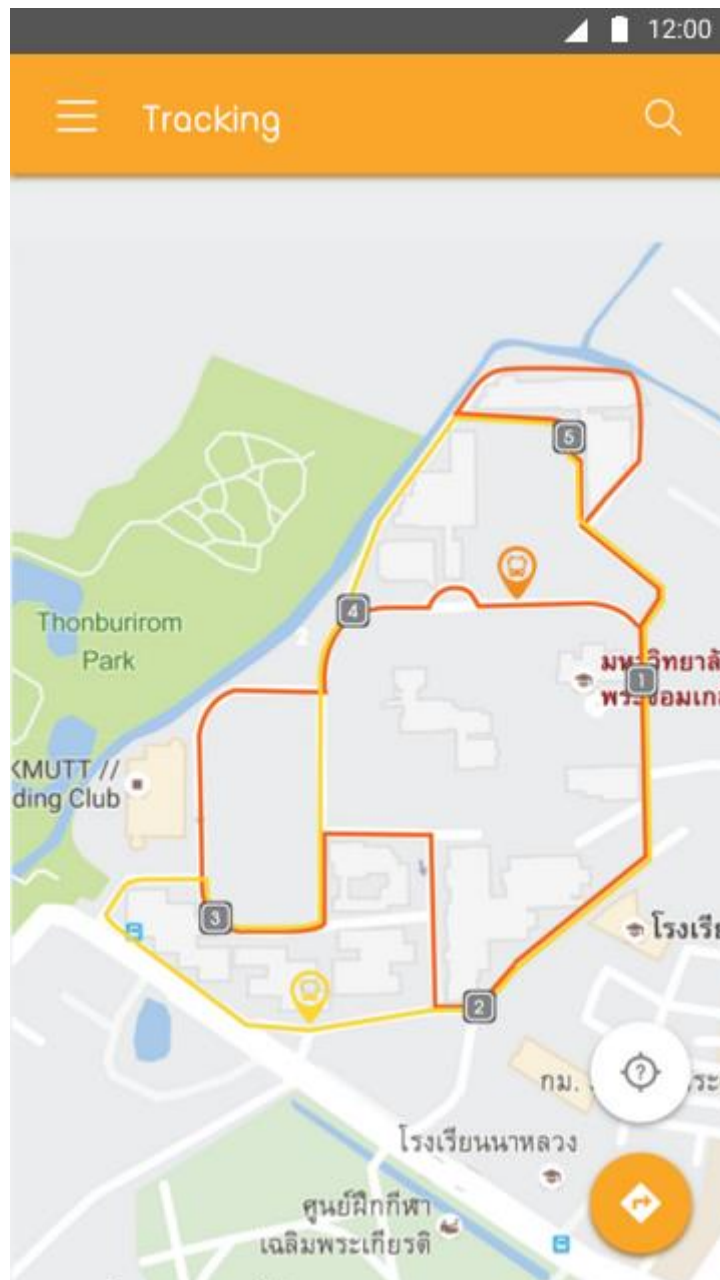 12:00
Tracking
5
4
Thonburirom
Park
1
KMUTT //
ding Club
3
2
กม.
โรงเรียนนาหลวง
ศูนย์ฝึกกีฬา
เฉลิมพระเกียรติ